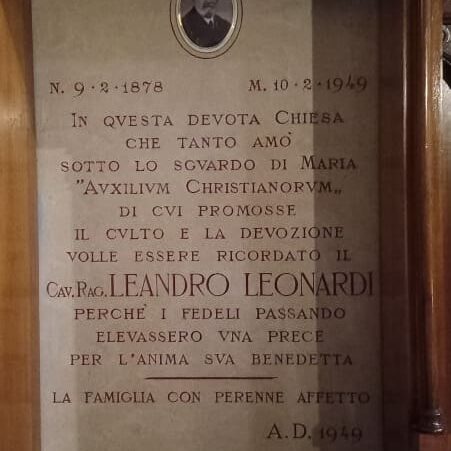 N. 9·2·1878 M. 10·2·1949
IN QVESTA DEVOTA CHIESA
CHE TANTO AMO'
SOTTO LO SGVARDO DI MARIA
"AVXILIVM CHRISTIANORVM„
DI CVI PROMOSSE
IL CVLTO E LA DEVOZIONE
VOLLE ESSERE RICORDATO IL
CAV. RAG. LEANDRO LEONARDI
PERCHE' I FEDELI PASSANDO
ELEVASSERO VNA PRECE
PER L'ANIMA SVA BENEDETTA
LA FAMIGLIA CON PERENNE AFFETTO
A.D. 1949